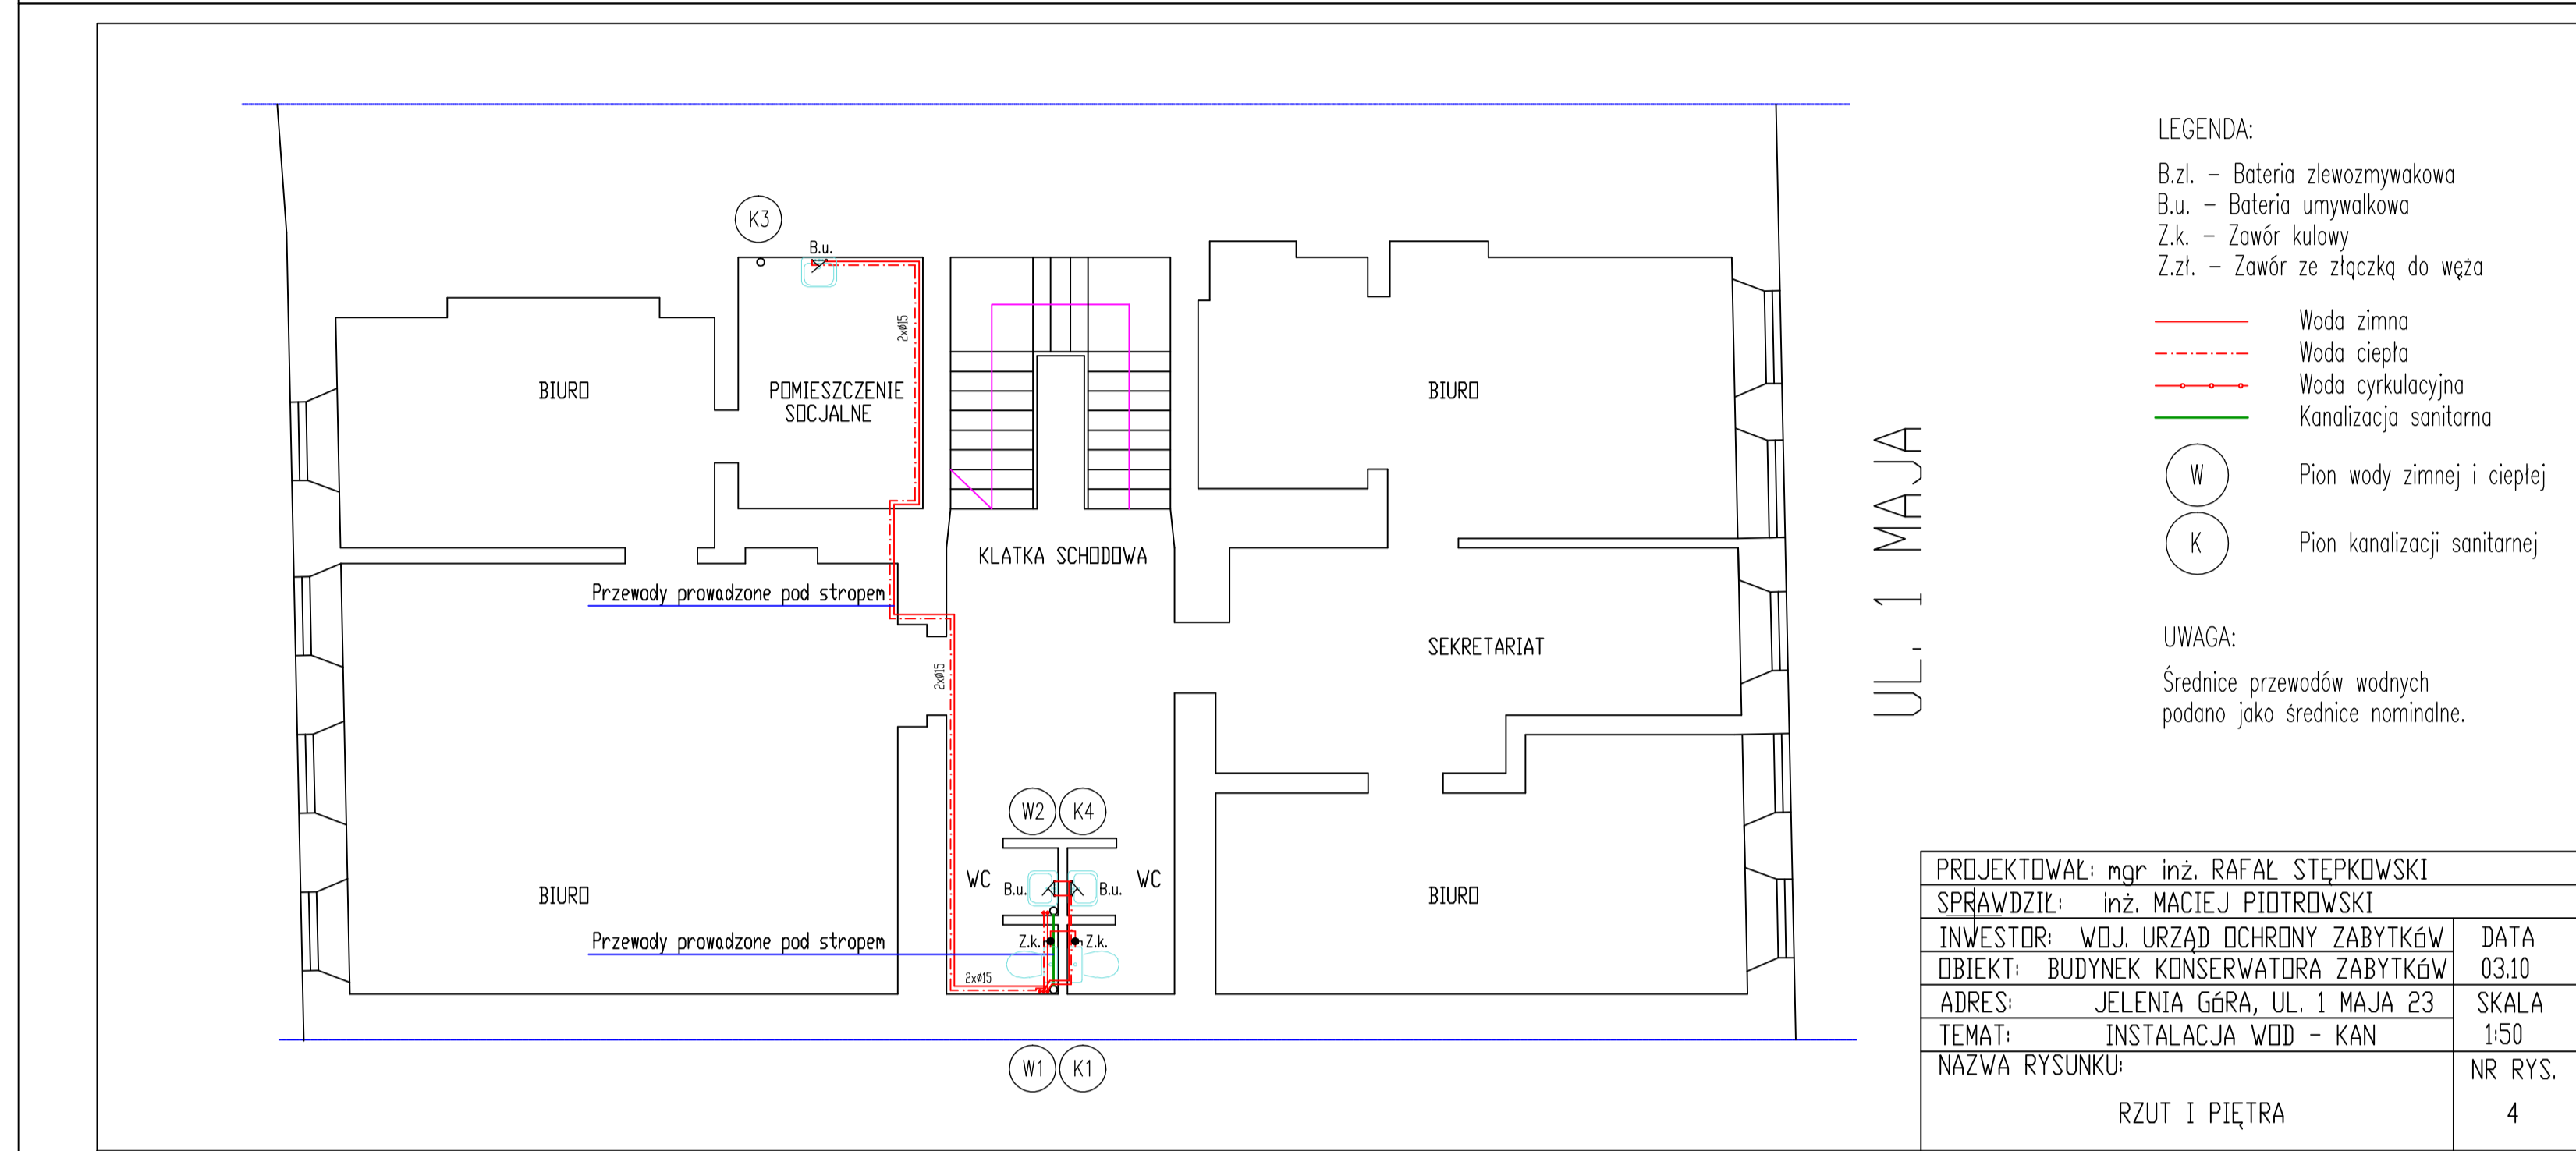 K3
B.u.
2xø15
BIURO
POMIESZCZENIE
SOCJALNE
BIURO
KLATKA SCHODOWA
Przewody prowadzone pod stropem
2xø15
SEKRETARIAT
W2
K4
WC
B.u.
B.u.
WC
BIURO
BIURO
Przewody prowadzone pod stropem
Z.k.
Z.k.
2xø15
W1
K1
UL. 1 MAJA
LEGENDA:
B.zl. – Bateria zlewozmywakowa
B.u. – Bateria umywalkowa
Z.k. – Zawór kulowy
Z.zł. – Zawór ze złączką do węża
Woda zimna
Woda ciepła
Woda cyrkulacyjna
Kanalizacja sanitarna
W Pion wody zimnej i ciepłej
K Pion kanalizacji sanitarnej
UWAGA:
Średnice przewodów wodnych
podano jako średnice nominalne.
PROJEKTOWAŁ: mgr inż. RAFAŁ STĘPKOWSKI
SPRAWDZIŁ: inż. MACIEJ PIOTROWSKI
INWESTOR: WOJ. URZĄD OCHRONY ZABYTKóW DATA
OBIEKT: BUDYNEK KONSERWATORA ZABYTKóW 03.10
ADRES: JELENIA GóRA, UL. 1 MAJA 23 SKALA
TEMAT: INSTALACJA WOD – KAN 1:50
NAZWA RYSUNKU: NR RYS.
RZUT I PIĘTRA 4